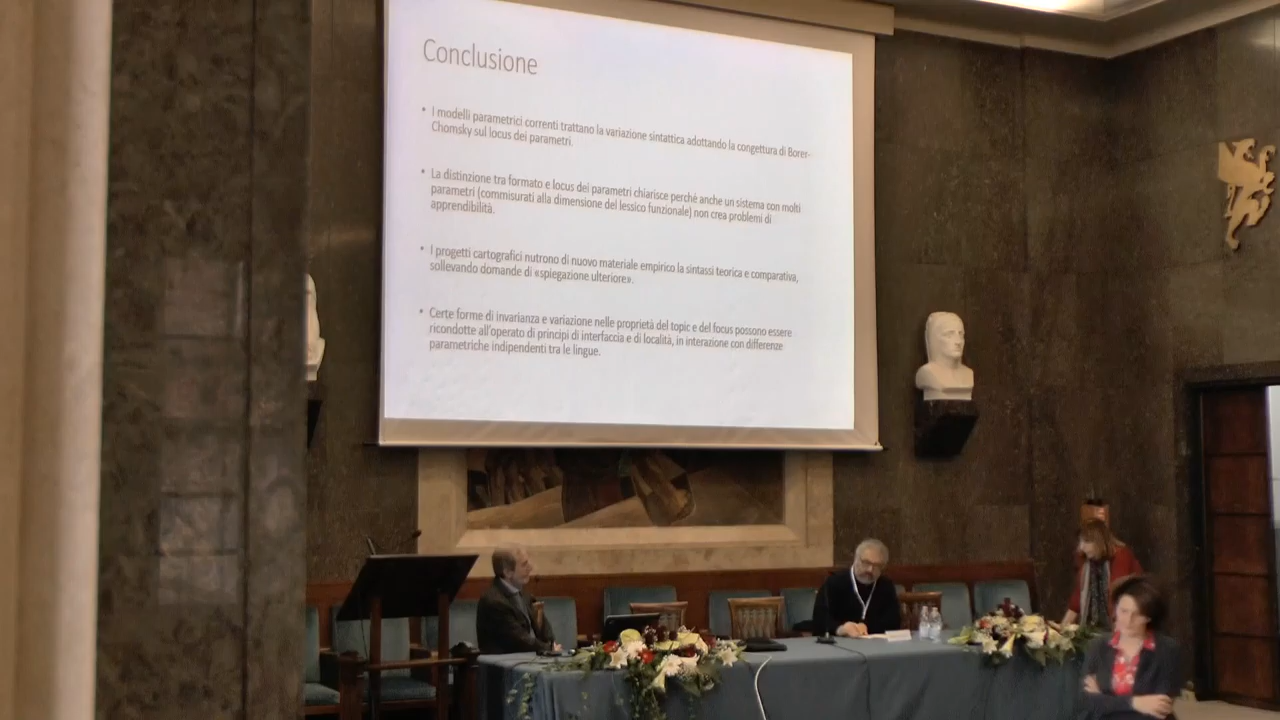 Conclusione
• I modelli parametrici correnti trattano la variazione sintattica adottando la congettura di Borer-
Chomsky sul locus dei parametri.
• La distinzione tra formato e locus dei parametri chiarisce perchè anche un sistema con molti
parametri (commisurati alla dimensione del lessico funzionale) non crea problemi di
apprendibilità.
• I progetti cartografici nutrono di nuovo materiale empirico la sintassi teorica e comparativa,
sollevando domande di «spiegazione ulteriore».
• Certe forme di invarianza e variazione nelle proprietà del topic e del focus possono essere
ricondotte all'operato di principi di interfaccia e di località, in interazione con differenze
parametriche indipendenti tra le lingue.